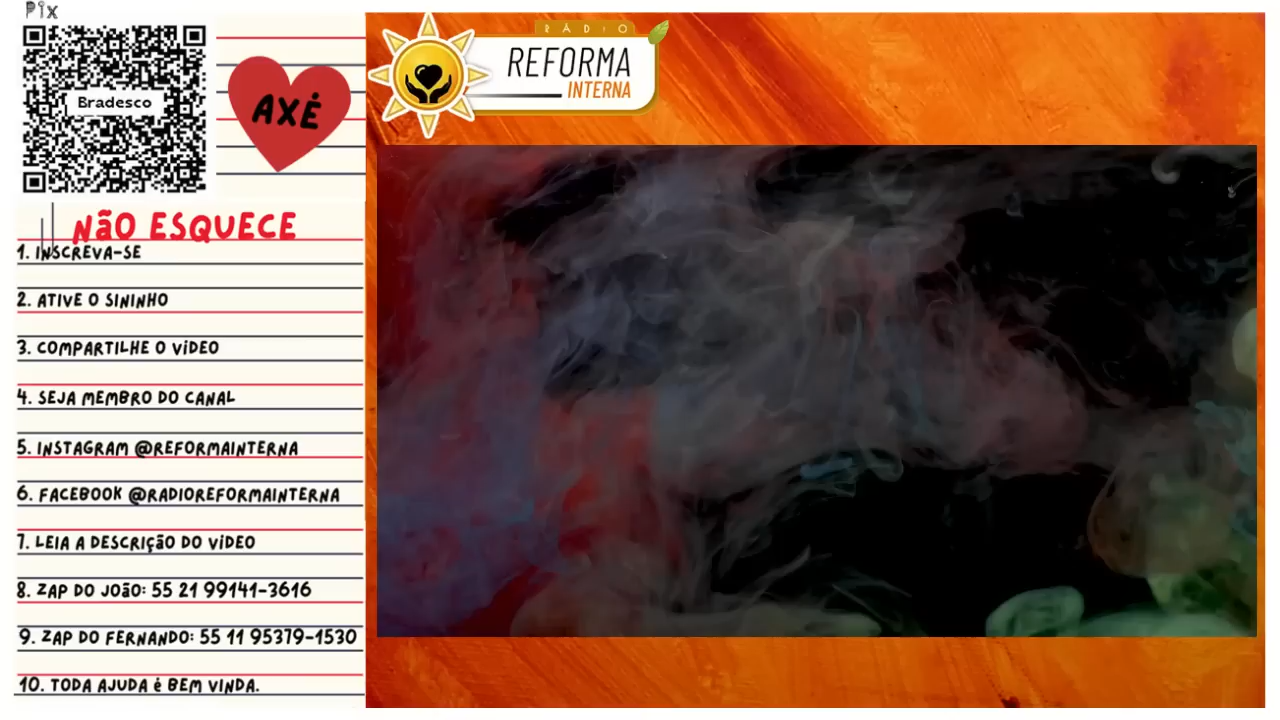 Pix
Bradesco
AXÉ
NÃO ESQUECE
1. INSCREVA-SE
2. ATIVE O SININHO
3. COMPARTILHE O VÍDEO
4. SEJA MEMBRO DO CANAL
5. INSTAGRAM @REFORMAINTERNA
6. FACEBOOK @RADIOREFORMAINTERNA
7. LEIA A DESCRIÇÃO DO VÍDEO
8. ZAP DO JOÃO: 55 21 99141-3616
9. ZAP DO FERNANDO: 55 11 95379-1530
10. TODA AJUDA É BEM VINDA.
RÁDIO
REFORMA
INTERNA